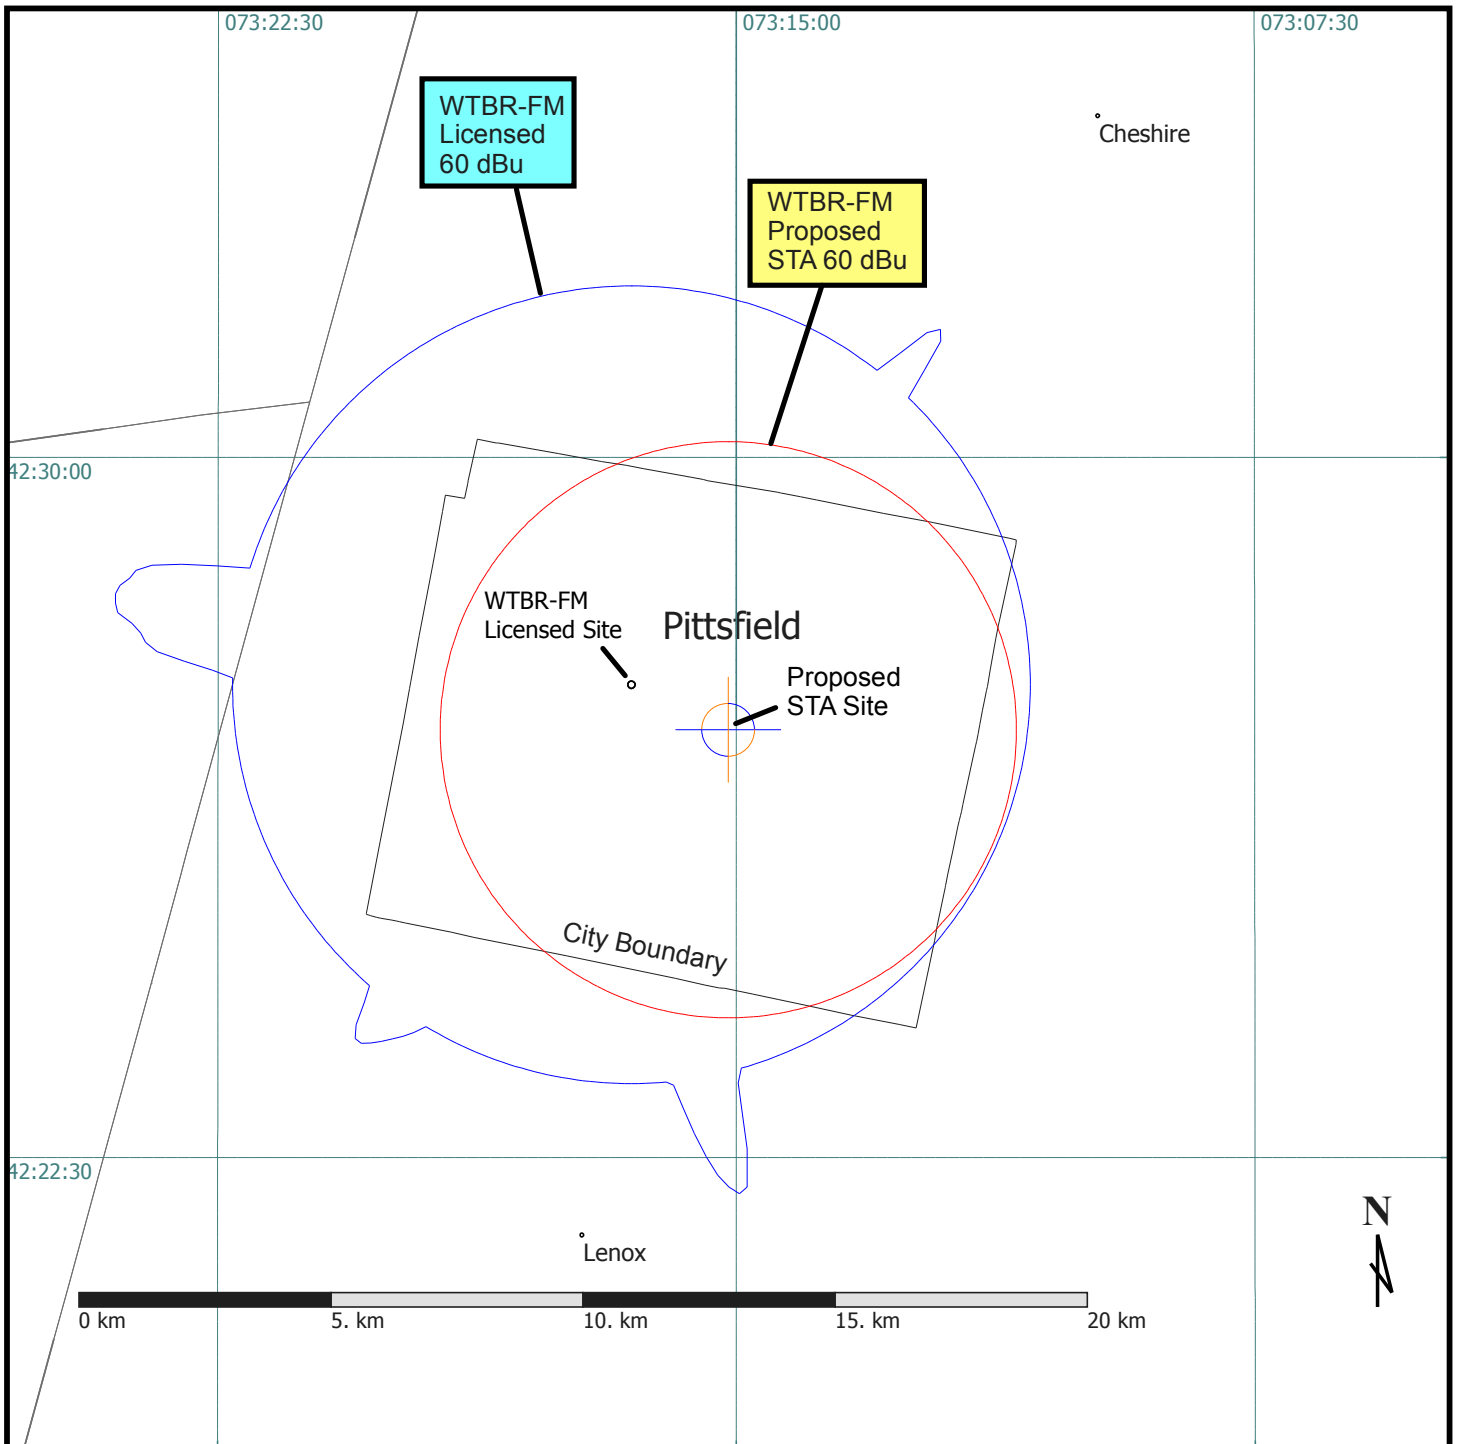 073:22:30
073:15:00
073:07:30
WTBR-FM
Licensed
60 dBu
Cheshire
WTBR-FM
Proposed
STA 60 dBu
42:30:00
WTBR-FM
Licensed Site
Pittsfield
Proposed
STA Site
City Boundary
42:22:30
N
Lenox
0 km
5. km
10. km
15. km
20 km